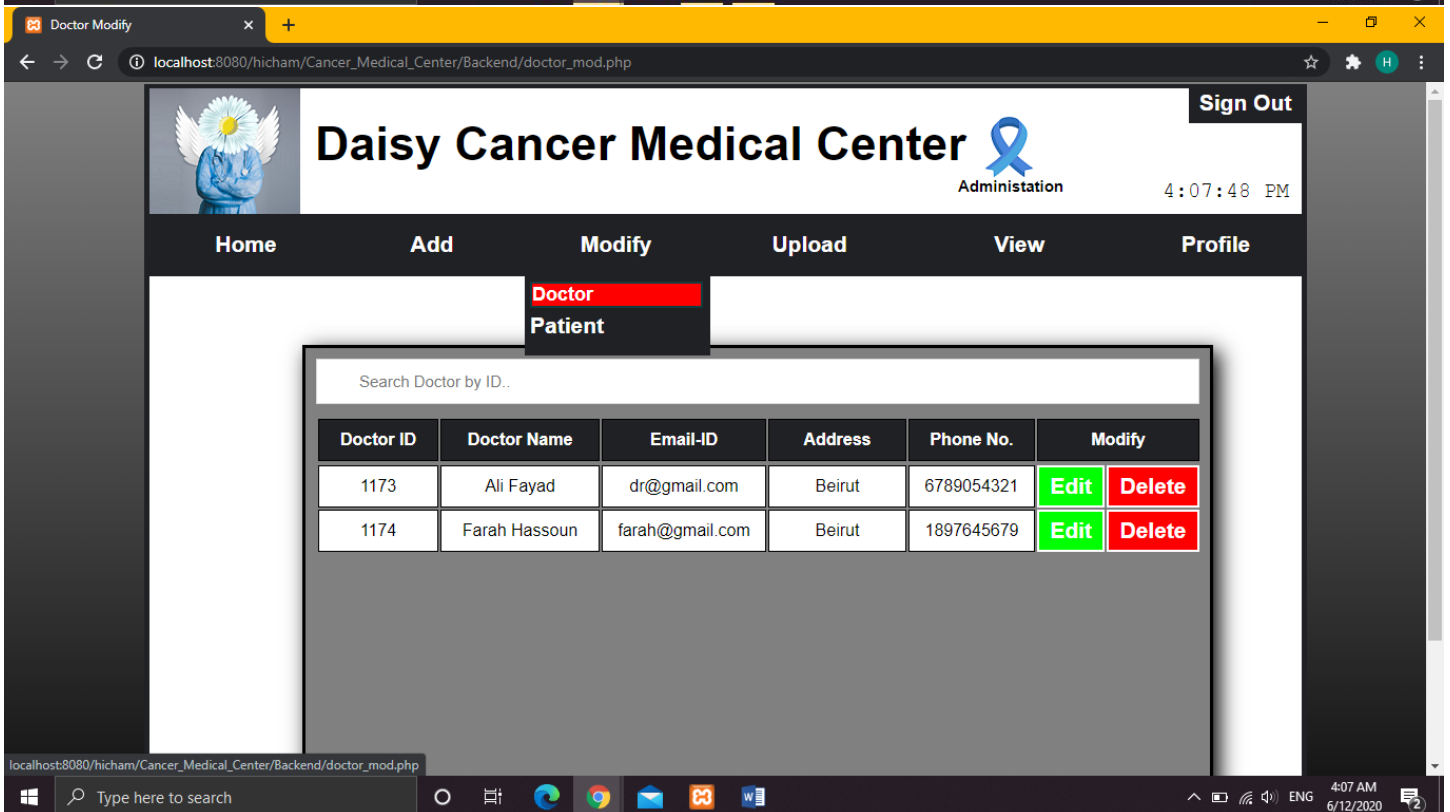 Doctor Modify
localhost:8080/hicham/Cancer_Medical_Center/Backend/doctor_mod.php
H
Sign Out
Daisy Cancer Medical Center
Administation
4:07:48 PM
Home Add Modify Upload View Profile
Doctor
Patient
Search Doctor by ID..
Doctor ID Doctor Name Email-ID Address Phone No. Modify
1173 Ali Fayad dr@gmail.com Beirut 6789054321 Edit Delete
1174 Farah Hassoun farah@gmail.com Beirut 1897645679 Edit Delete
localhost:8080/hicham/Cancer_Medical_Center/Backend/doctor_mod.php
Type here to search
ENG
4:07 AM
6/12/2020
2